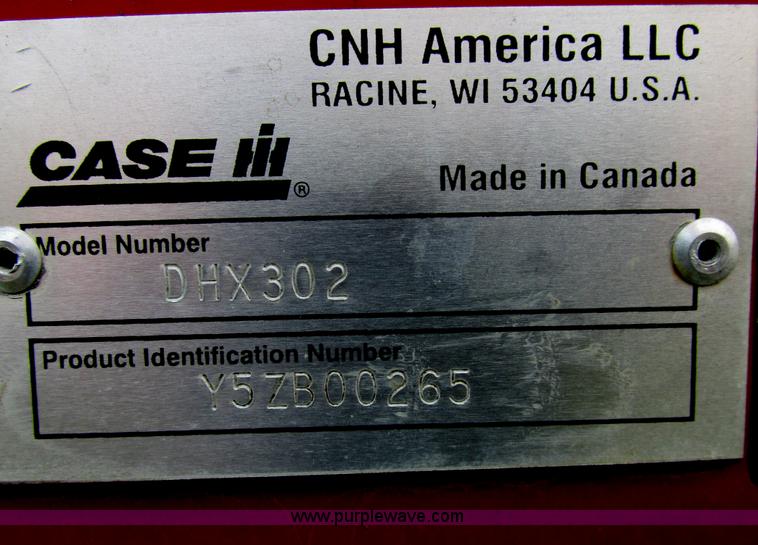 CNH America LLC
RACINE, WI 53404 U.S.A.
CASE IH ®
Made in Canada
Model Number
DHX302
Product Identification Number
Y5ZB00265
www.purplewave.com